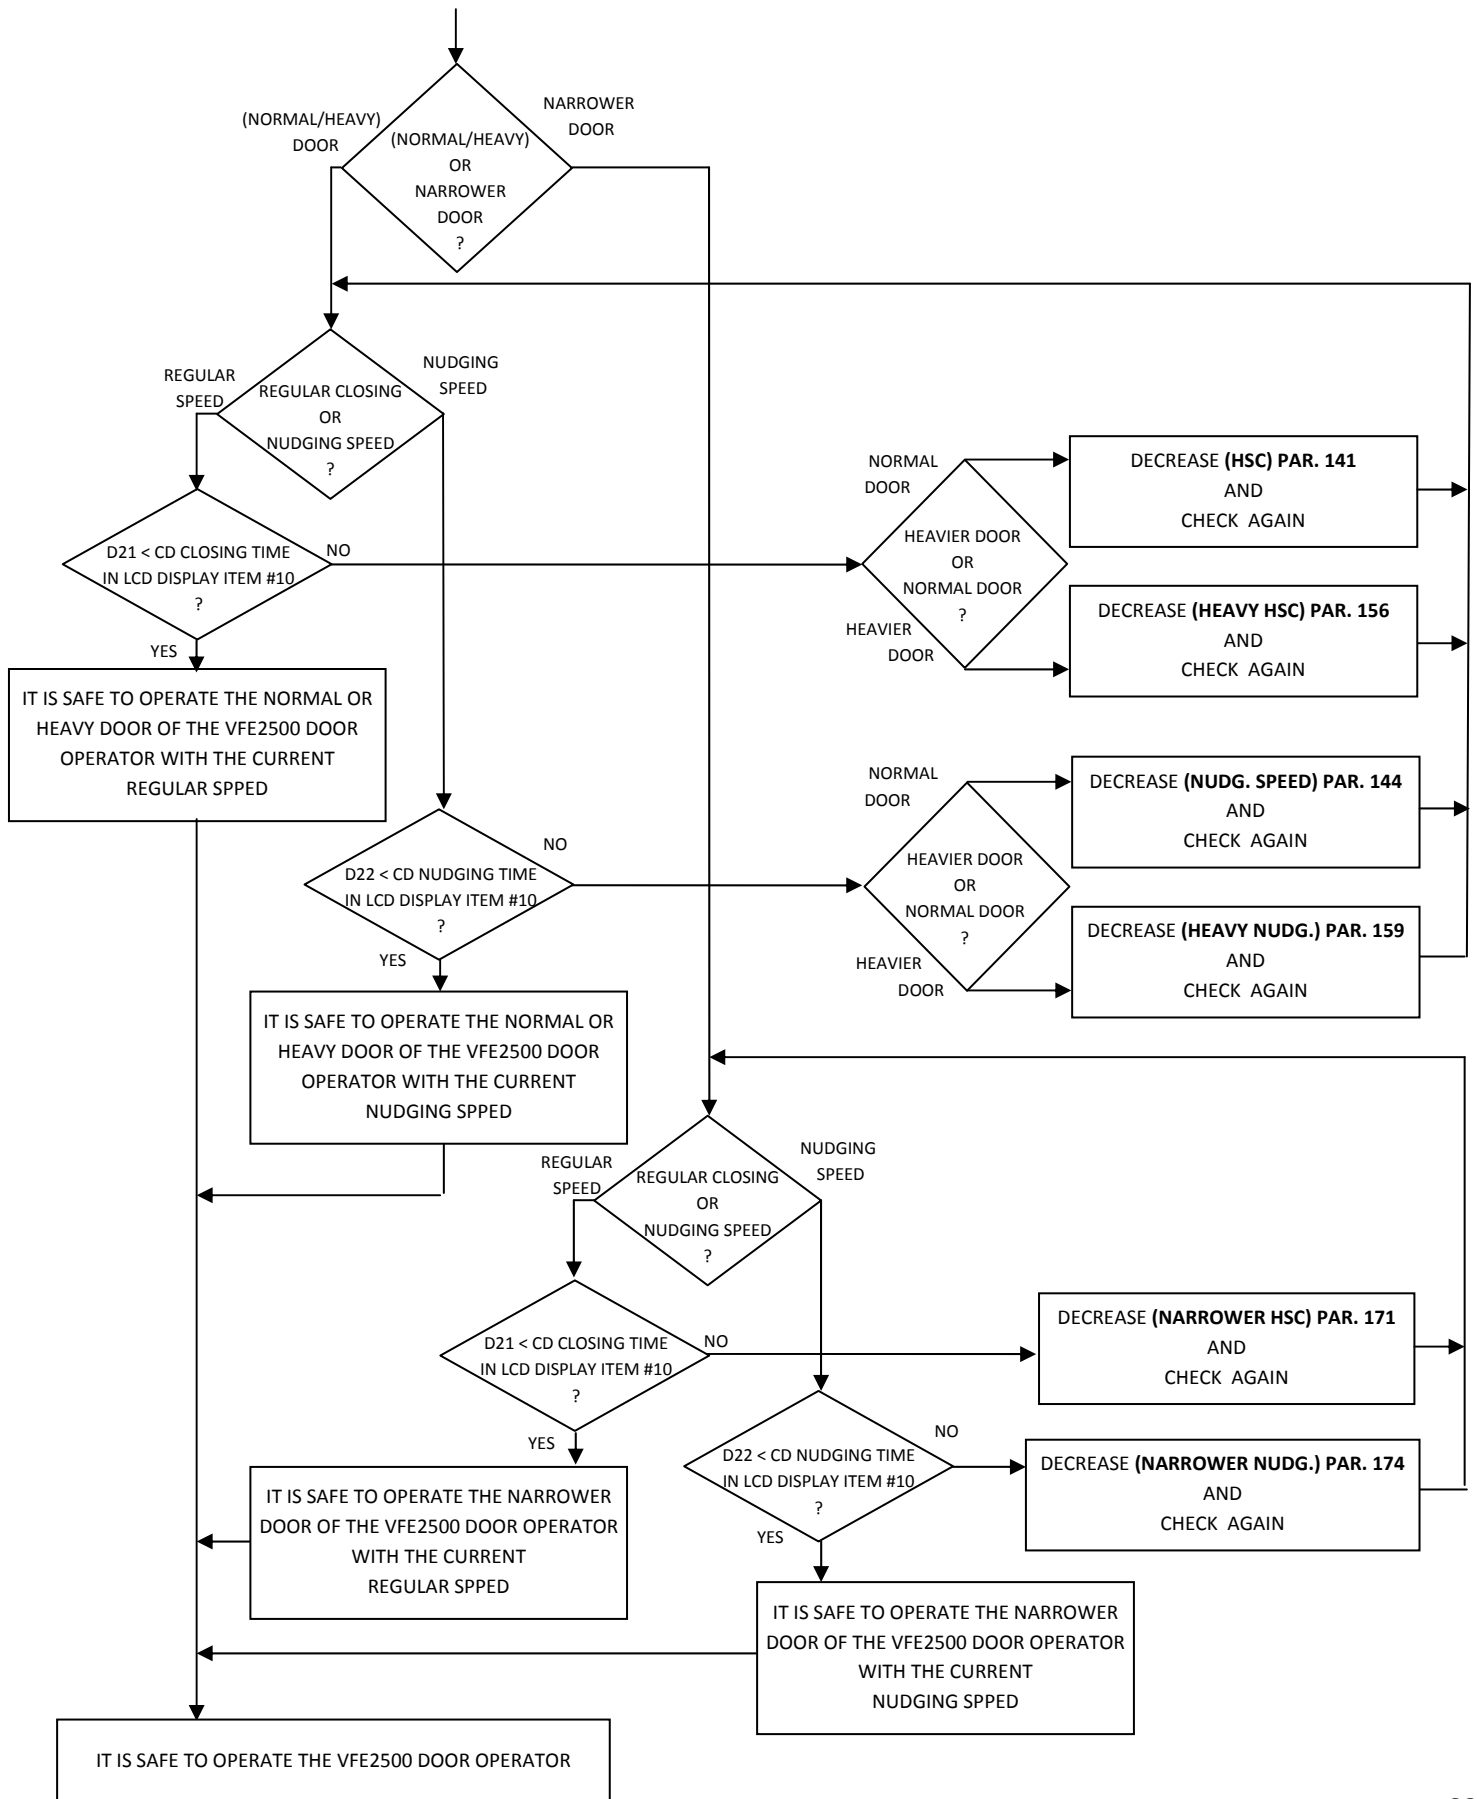 (NORMAL/HEAVY)
DOOR
NARROWER
DOOR
(NORMAL/HEAVY)
OR
NARROWER
DOOR
?
REGULAR
SPEED
NUDGING
SPEED
REGULAR CLOSING
OR
NUDGING SPEED
?
D21 < CD CLOSING TIME
IN LCD DISPLAY ITEM #10
?
NO
YES
NORMAL
DOOR
HEAVIER DOOR
OR
NORMAL DOOR
?
HEAVIER
DOOR
DECREASE (HSC) PAR. 141
AND
CHECK AGAIN
DECREASE (HEAVY HSC) PAR. 156
AND
CHECK AGAIN
IT IS SAFE TO OPERATE THE NORMAL OR
HEAVY DOOR OF THE VFE2500 DOOR
OPERATOR WITH THE CURRENT
REGULAR SPPED
D22 < CD NUDGING TIME
IN LCD DISPLAY ITEM #10
?
NO
YES
NORMAL
DOOR
HEAVIER DOOR
OR
NORMAL DOOR
?
HEAVIER
DOOR
DECREASE (NUDG. SPEED) PAR. 144
AND
CHECK AGAIN
DECREASE (HEAVY NUDG.) PAR. 159
AND
CHECK AGAIN
IT IS SAFE TO OPERATE THE NORMAL OR
HEAVY DOOR OF THE VFE2500 DOOR
OPERATOR WITH THE CURRENT
NUDGING SPPED
REGULAR
SPEED
NUDGING
SPEED
REGULAR CLOSING
OR
NUDGING SPEED
?
D21 < CD CLOSING TIME
IN LCD DISPLAY ITEM #10
?
NO
YES
DECREASE (NARROWER HSC) PAR. 171
AND
CHECK AGAIN
D22 < CD NUDGING TIME
IN LCD DISPLAY ITEM #10
?
NO
YES
DECREASE (NARROWER NUDG.) PAR. 174
AND
CHECK AGAIN
IT IS SAFE TO OPERATE THE NARROWER
DOOR OF THE VFE2500 DOOR OPERATOR
WITH THE CURRENT
REGULAR SPPED
IT IS SAFE TO OPERATE THE NARROWER
DOOR OF THE VFE2500 DOOR OPERATOR
WITH THE CURRENT
NUDGING SPPED
IT IS SAFE TO OPERATE THE VFE2500 DOOR OPERATOR